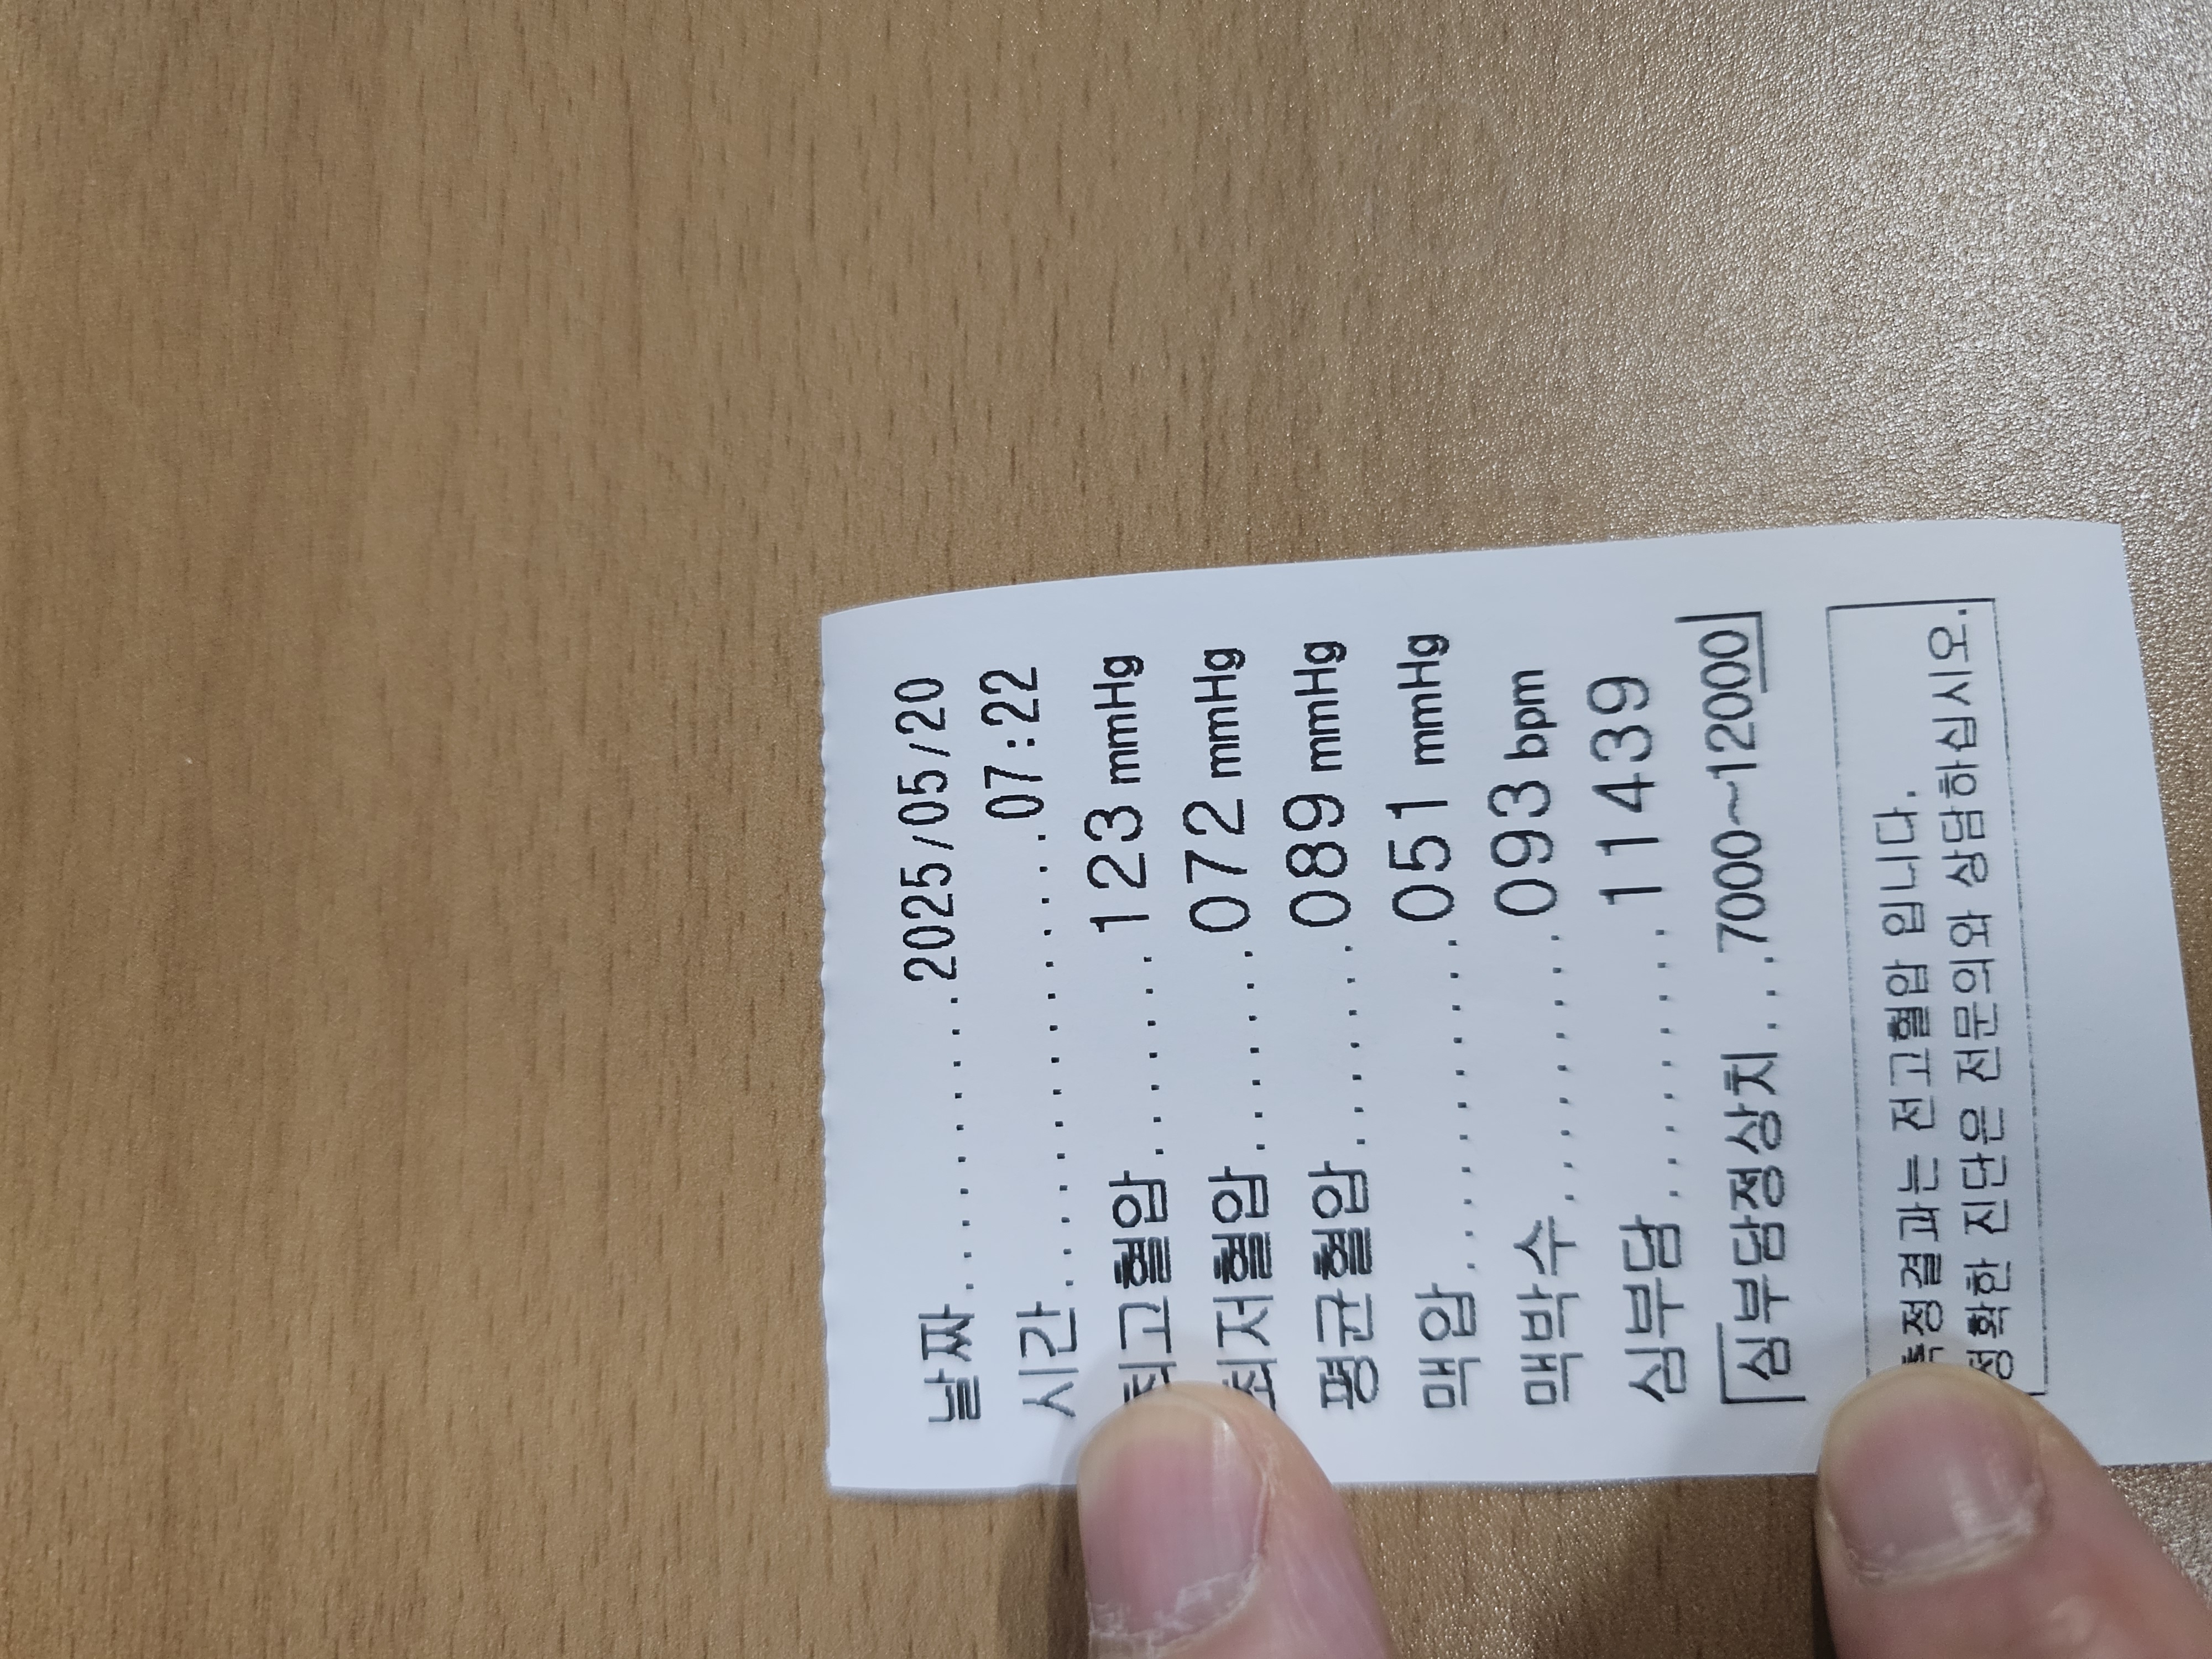 날짜............2025/05/20
시간...............07:22
최고혈압........123 mmHg
최저혈압........072 mmHg
평균혈압........089 mmHg
맥압............051 mmHg
맥박수..........093 bpm
심부담..........11439
[심부담정상치 ...7000~12000]
측정결과는 전고혈압 입니다.
정확한 진단은 전문의와 상담하십시오.